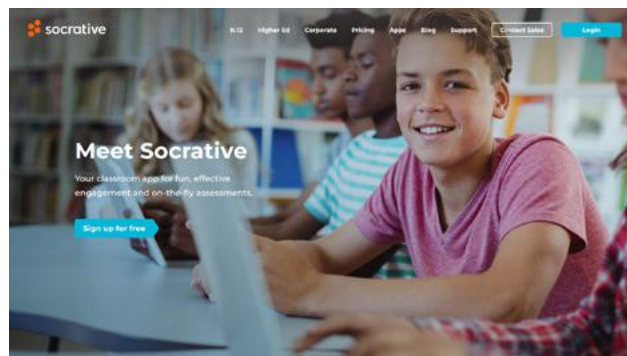 socrative
K-12 Higher Ed Corporate Pricing Apps Blog Support Contact Sales Login
Meet Socrative
Your classroom app for fun, effective
engagement and on-the-fly assessments.
Sign up for free